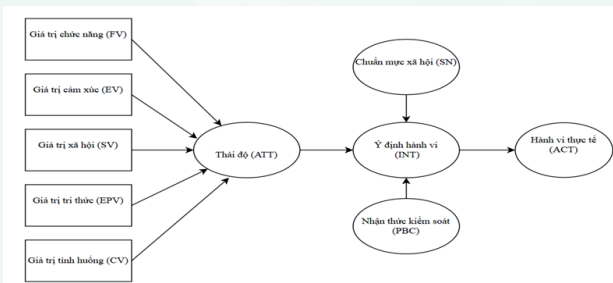 Giá trị chức năng (FV)
Giá trị cảm xúc (EV)
Giá trị xã hội (SV)
Giá trị tri thức (EPV)
Giá trị tình huống (CV)
Thái độ (ATT)
Chuẩn mực xã hội (SN)
Ý định hành vi
(INT)
Nhận thức kiểm soát
(PBC)
Hành vi thực tế
(ACT)